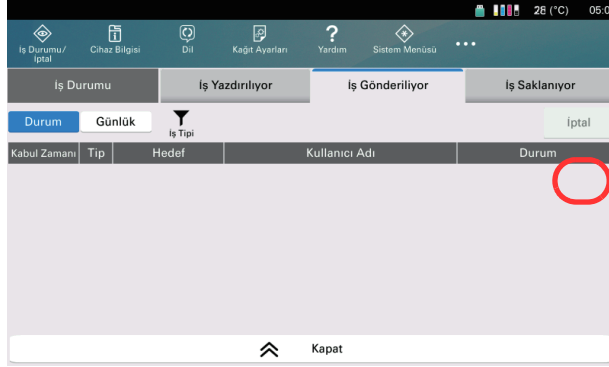 28 (°C) 05:0
İş Durumu/
İptal
Cihaz Bilgisi
Dil
Kağıt Ayarları
Yardım
Sistem Menüsü
İş Durumu
İş Yazdırılıyor
İş Gönderiliyor
İş Saklanıyor
Durum
Günlük
İş Tipi
İptal
Kabul Zamanı Tip Hedef Kullanıcı Adı Durum
Kapat